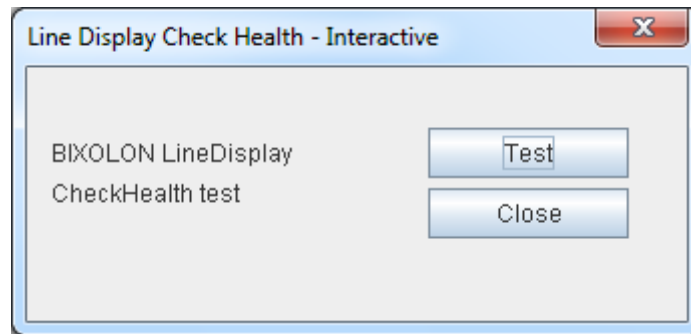 Line Display Check Health - Interactive
BIXOLON LineDisplay
CheckHealth test
Test
Close